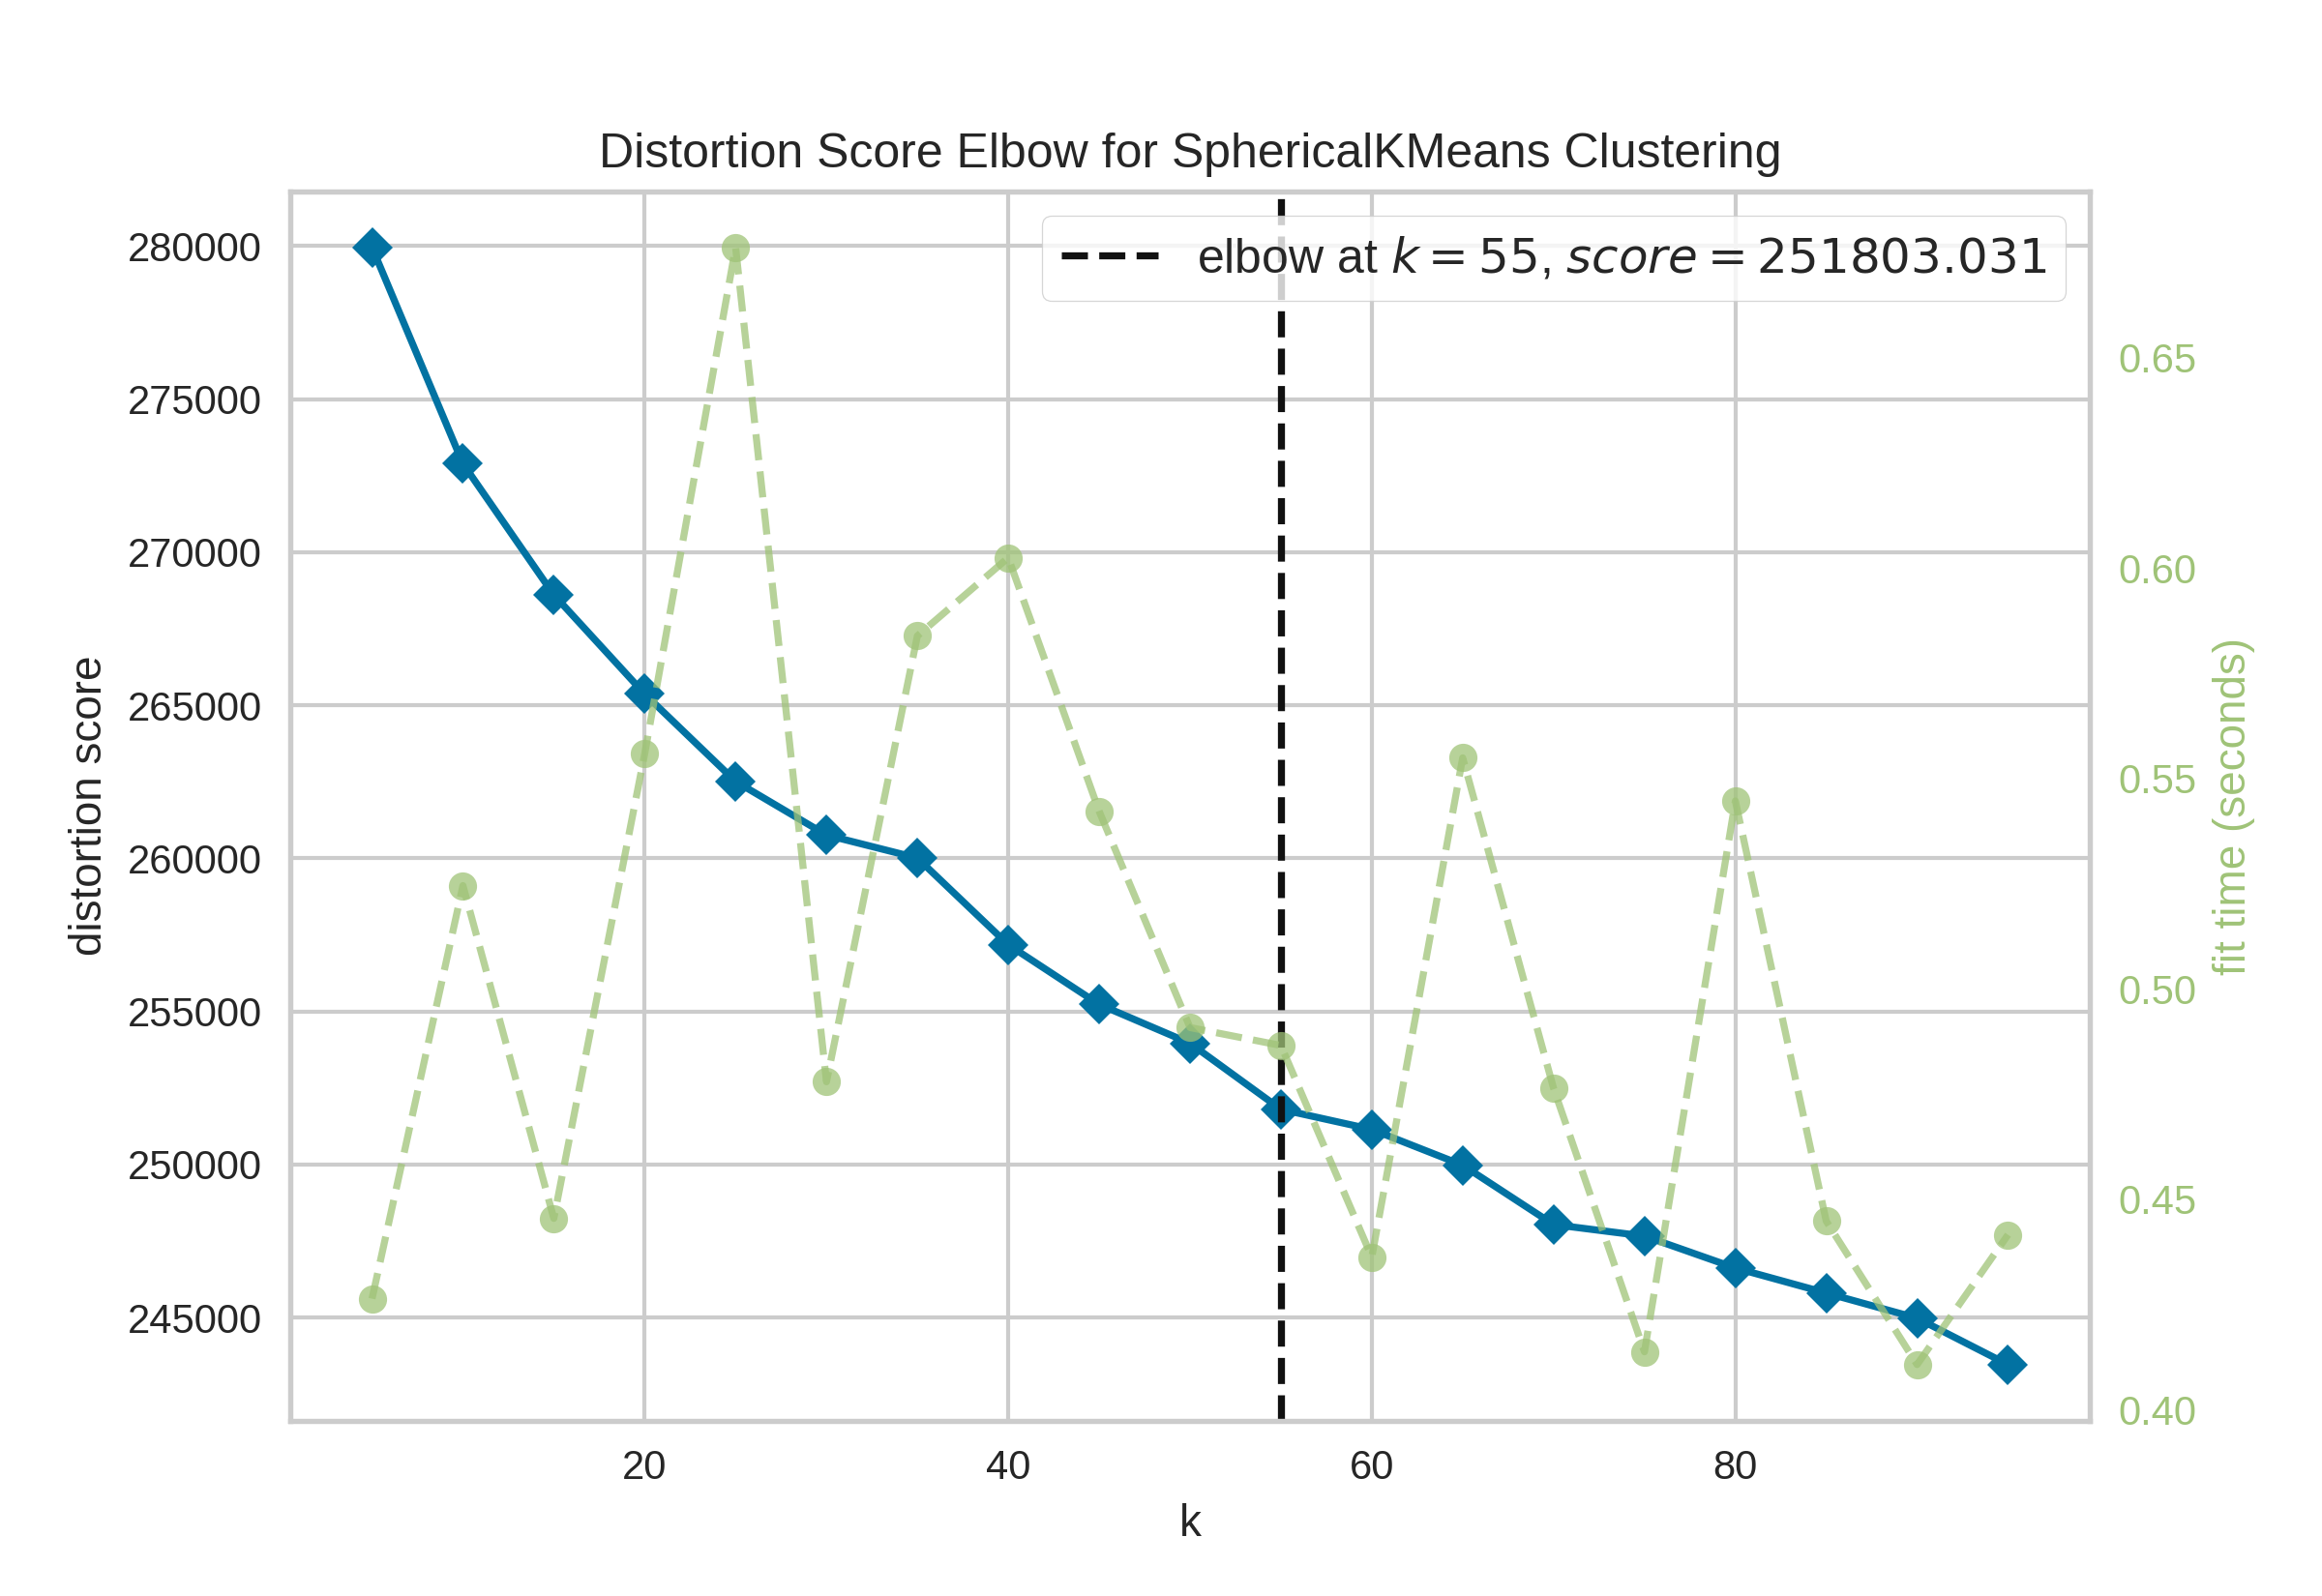 Distortion Score Elbow for SphericalKMeans Clustering
elbow at k = 55, score = 251803.031
280000
275000
270000
265000
260000
255000
250000
245000
distortion score
0.65
0.60
0.55
0.50
0.45
0.40
fit time (seconds)
20 40 60 80
k